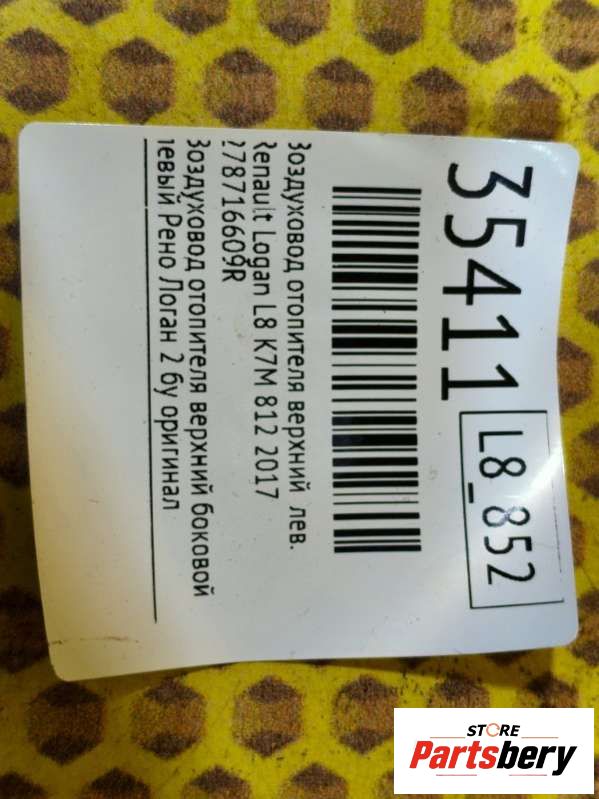 35411
L8_852
Воздуховод отопителя верхний лев.
Renault Logan L8 K7M 812 2017
278716609R
Воздуховод отопителя верхний боковой
левый Рено Логан 2 бу оригинал
STORE
Partsbery